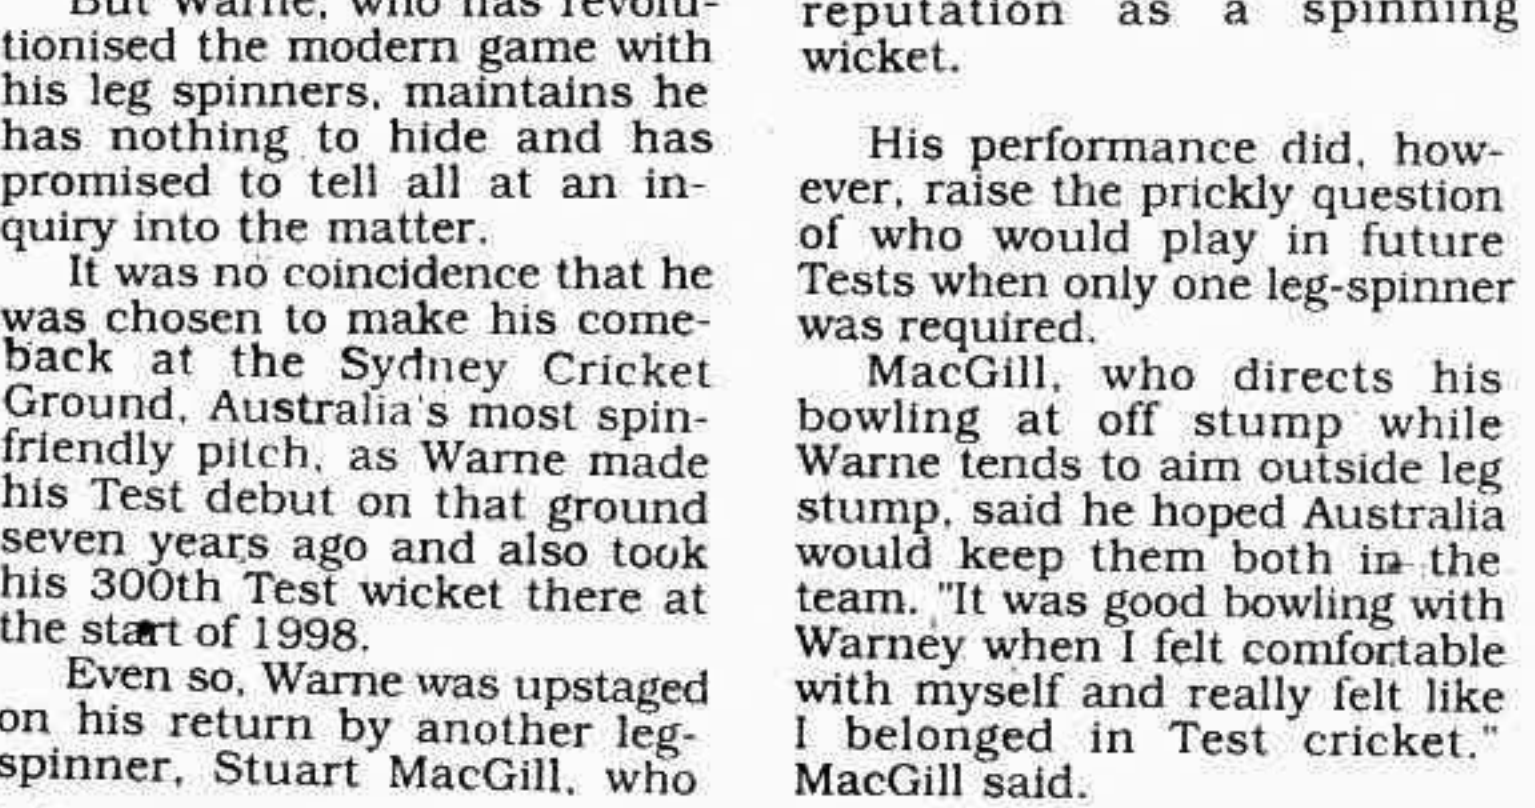 But Warne, who has revolu-
tionised the modern game with
his leg spinners, maintains he
has nothing to hide and has
promised to tell all at an in-
quiry into the matter.
It was no coincidence that he
was chosen to make his come-
back at the Sydney Cricket
Ground, Australia's most spin-
friendly pitch, as Warne made
his Test debut on that ground
seven years ago and also took
his 300th Test wicket there at
the start of 1998.
Even so, Warne was upstaged
on his return by another leg-
spinner, Stuart MacGill, who
reputation as a spinning
wicket.
His performance did, how-
ever, raise the prickly question
of who would play in future
Tests when only one leg-spinner
was required.
MacGill, who directs his
bowling at off stump while
Warne tends to aim outside leg
stump, said he hoped Australia
would keep them both in the
team. "It was good bowling with
Warney when I felt comfortable
with myself and really felt like
I belonged in Test cricket."
MacGill said.